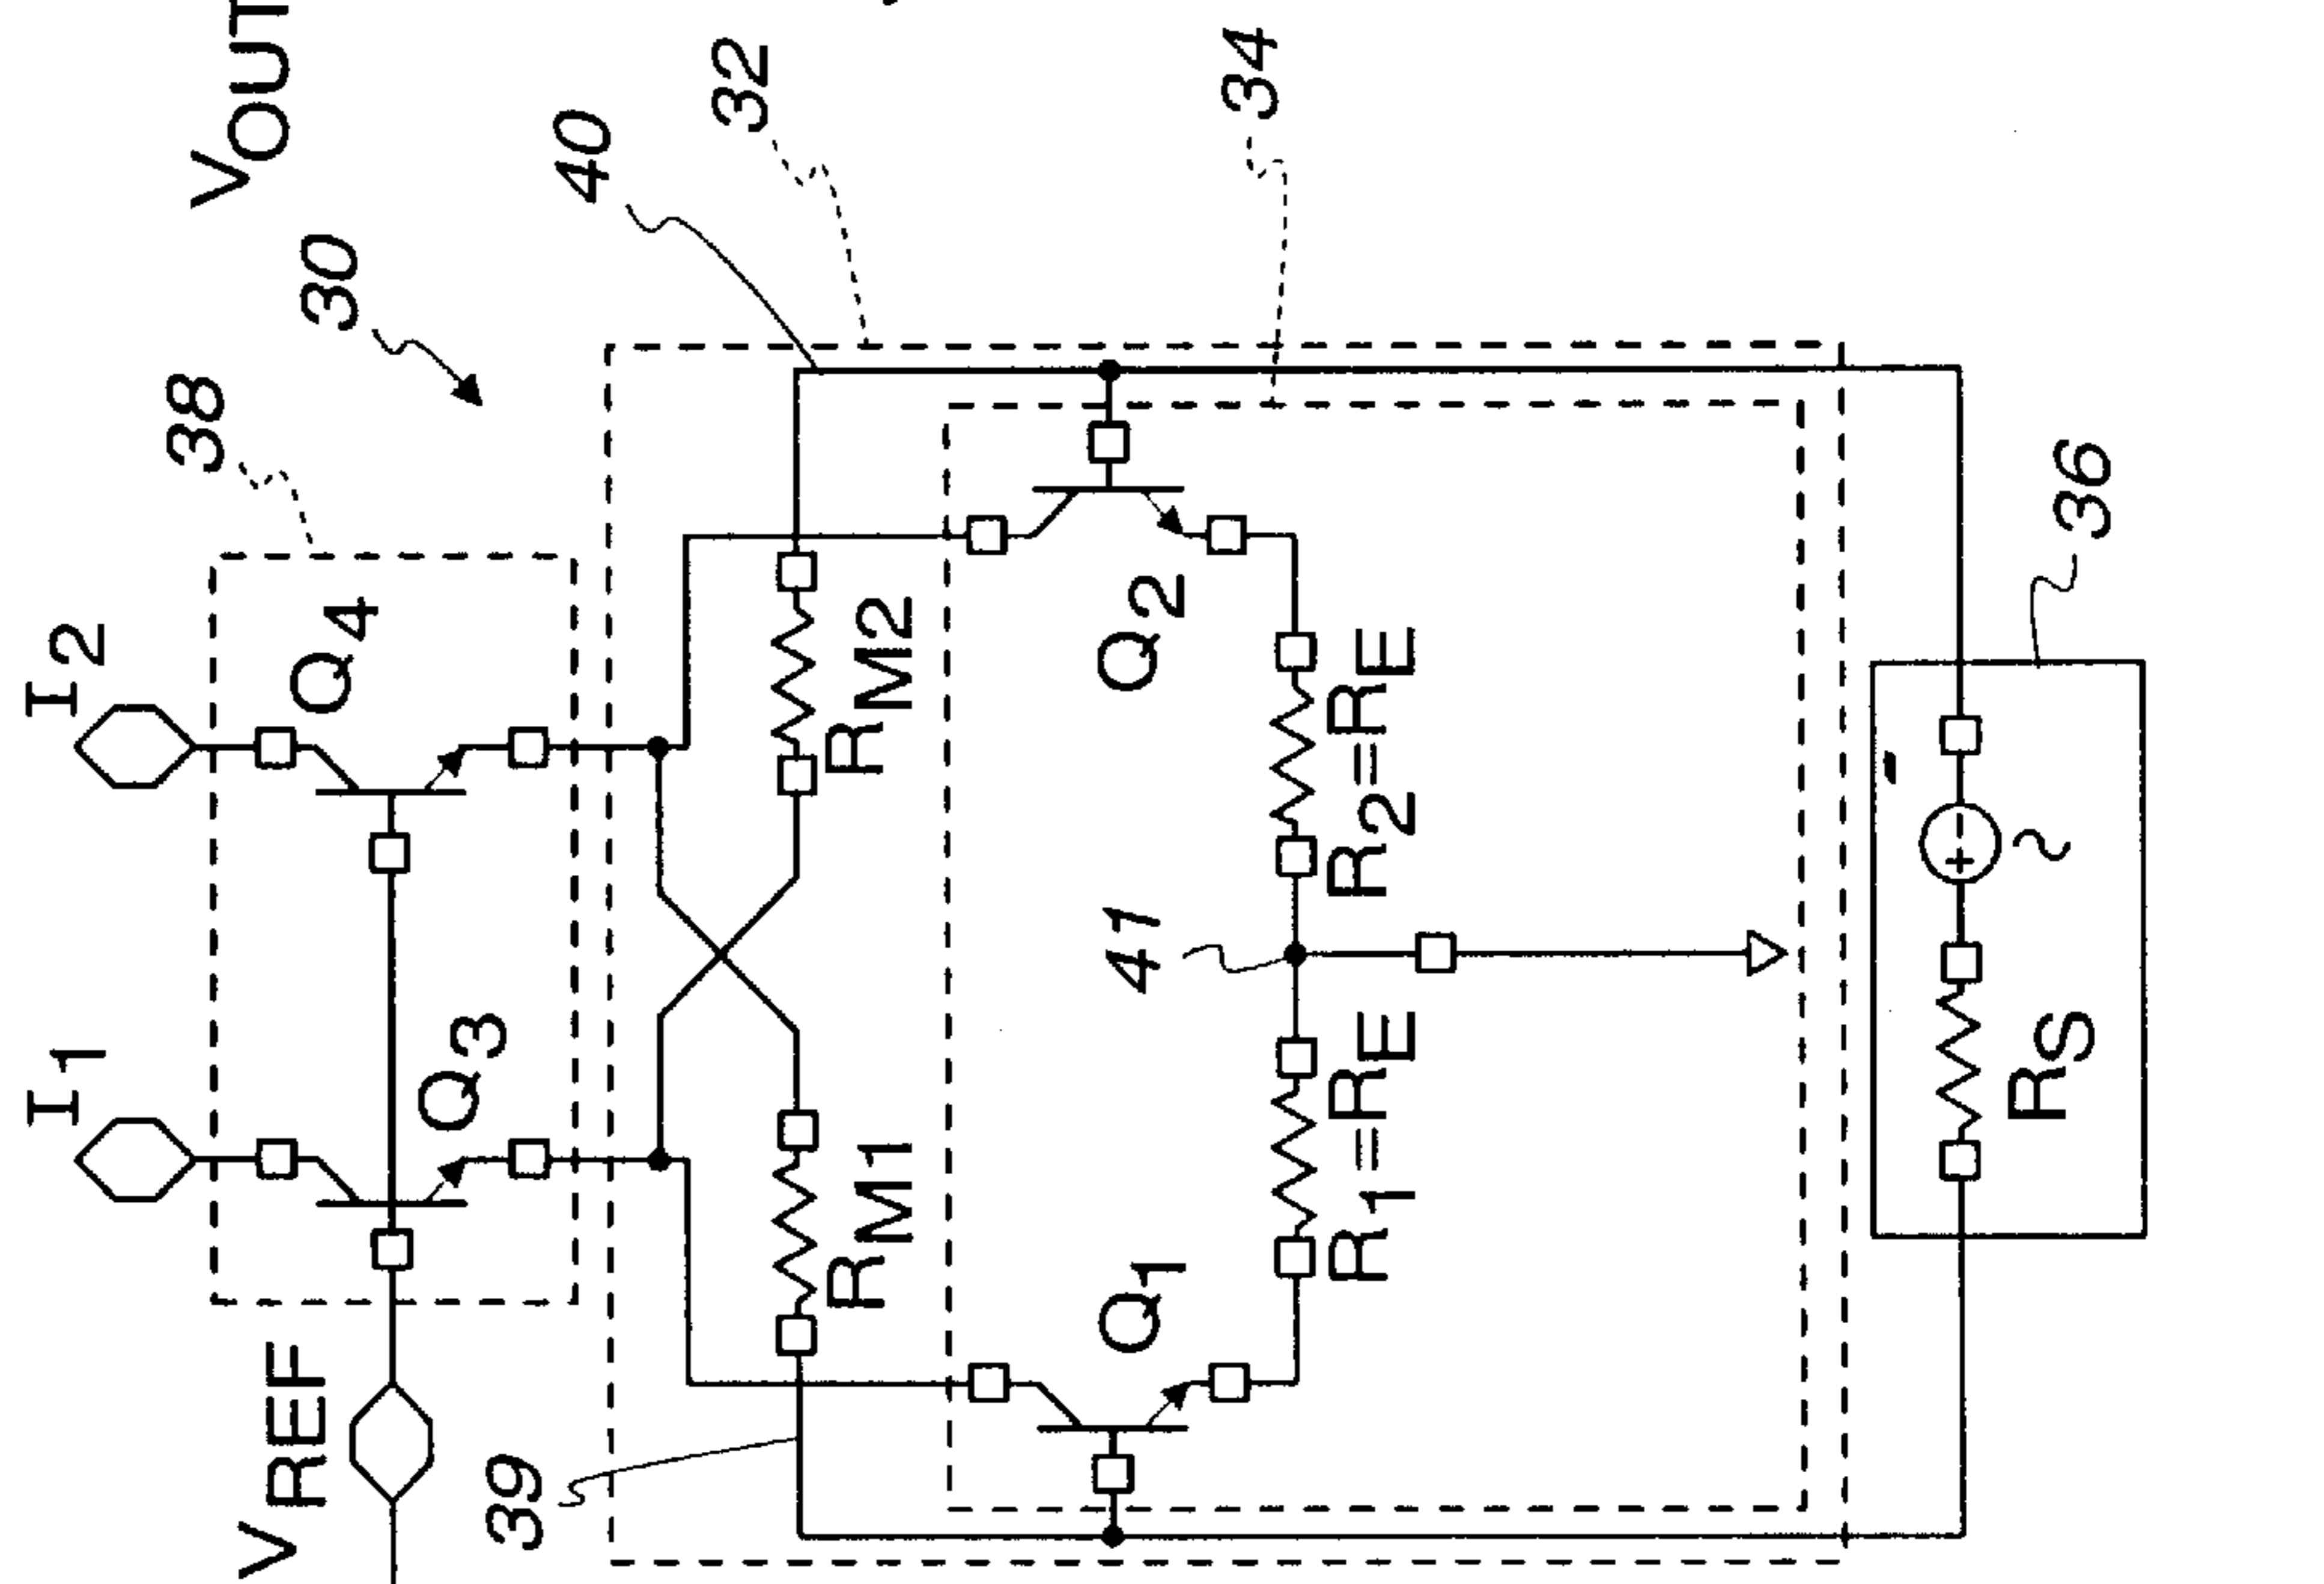 VOUT
30
32
40
34
38
I1
I2
Q4
Q3
VREF
RM2
RM1
39
Q2
Q1
41
R2=RE
R1=RE
36
+ -
~
-
RS